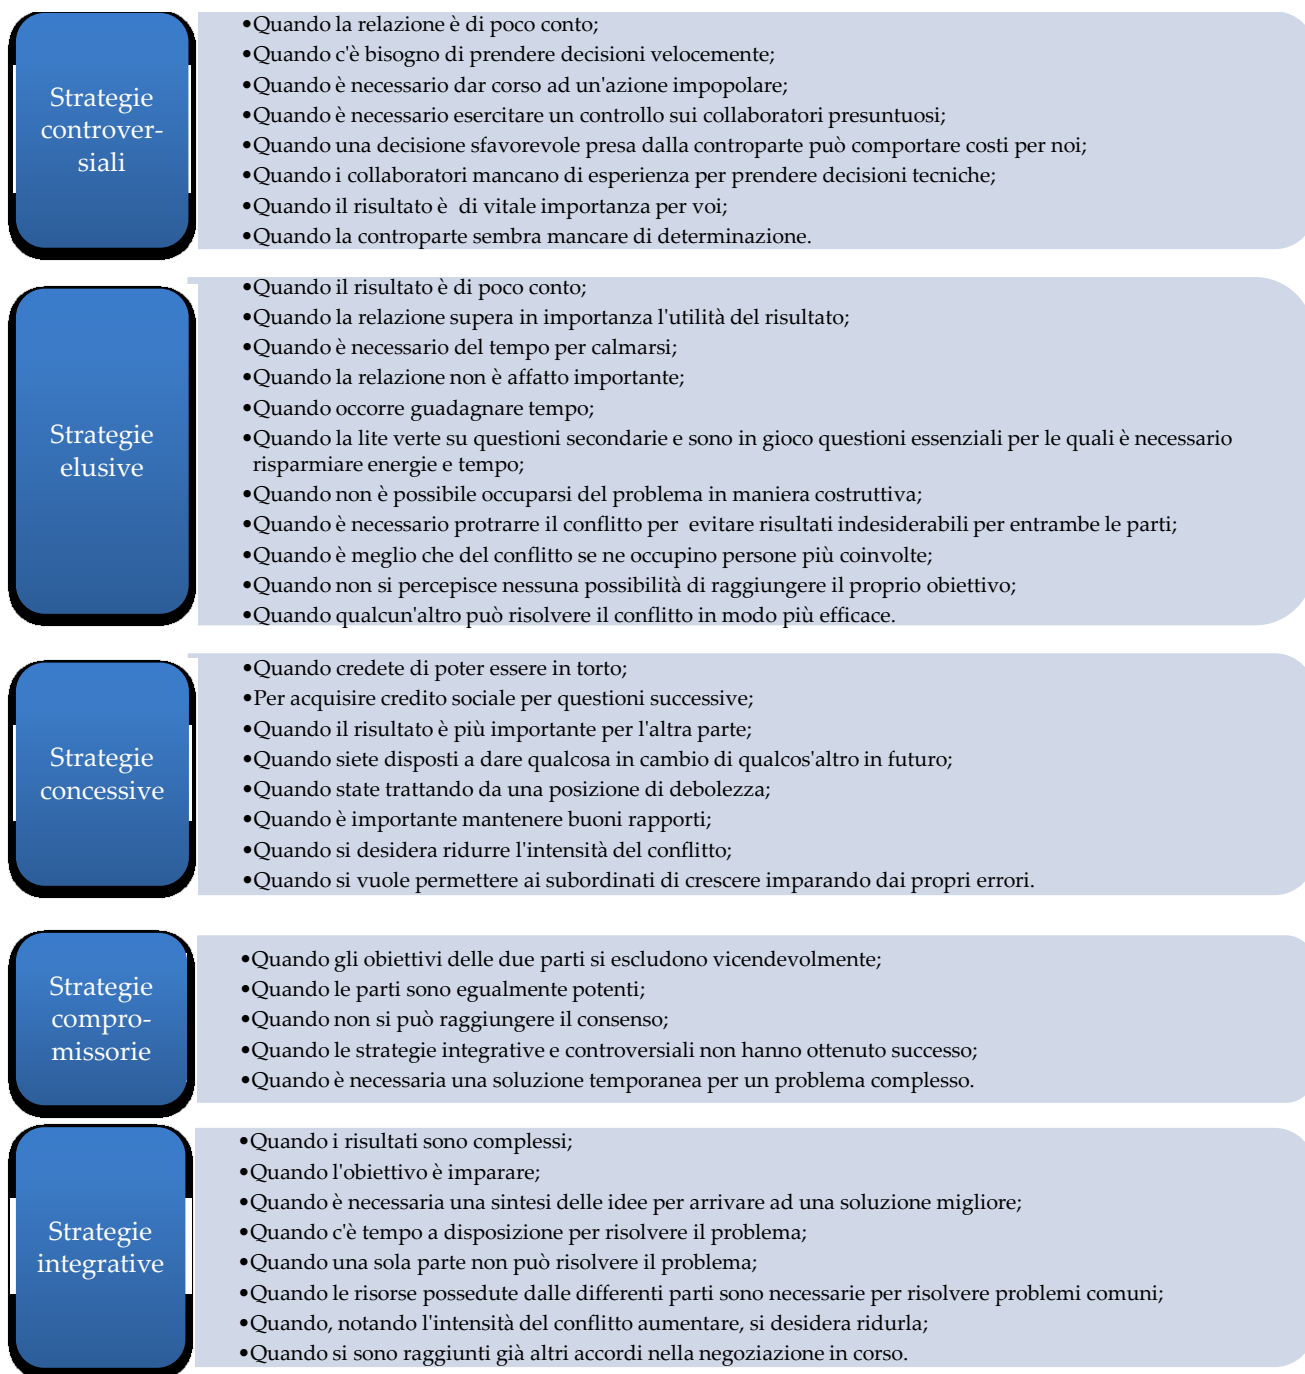 Strategie
controver-
siali
•Quando la relazione è di poco conto;
•Quando c'è bisogno di prendere decisioni velocemente;
•Quando è necessario dar corso ad un'azione impopolare;
•Quando è necessario esercitare un controllo sui collaboratori presuntuosi;
•Quando una decisione sfavorevole presa dalla controparte può comportare costi per noi;
•Quando i collaboratori mancano di esperienza per prendere decisioni tecniche;
•Quando il risultato è di vitale importanza per voi;
•Quando la controparte sembra mancare di determinazione.
Strategie
elusive
•Quando il risultato è di poco conto;
•Quando la relazione supera in importanza l'utilità del risultato;
•Quando è necessario del tempo per calmarsi;
•Quando la relazione non è affatto importante;
•Quando occorre guadagnare tempo;
•Quando la lite verte su questioni secondarie e sono in gioco questioni essenziali per le quali è necessario
risparmiare energie e tempo;
•Quando non è possibile occuparsi del problema in maniera costruttiva;
•Quando è necessario protrarre il conflitto per evitare risultati indesiderabili per entrambe le parti;
•Quando è meglio che del conflitto se ne occupino persone più coinvolte;
•Quando non si percepisce nessuna possibilità di raggiungere il proprio obiettivo;
•Quando qualcun'altro può risolvere il conflitto in modo più efficace.
Strategie
concessive
•Quando credete di poter essere in torto;
•Per acquisire credito sociale per questioni successive;
•Quando il risultato è più importante per l'altra parte;
•Quando siete disposti a dare qualcosa in cambio di qualcos'altro in futuro;
•Quando state trattando da una posizione di debolezza;
•Quando è importante mantenere buoni rapporti;
•Quando si desidera ridurre l'intensità del conflitto;
•Quando si vuole permettere ai subordinati di crescere imparando dai propri errori.
Strategie
compro-
missorie
•Quando gli obiettivi delle due parti si escludono vicendevolmente;
•Quando le parti sono egualmente potenti;
•Quando non si può raggiungere il consenso;
•Quando le strategie integrative e controversiali non hanno ottenuto successo;
•Quando è necessaria una soluzione temporanea per un problema complesso.
Strategie
integrative
•Quando i risultati sono complessi;
•Quando l'obiettivo è imparare;
•Quando è necessaria una sintesi delle idee per arrivare ad una soluzione migliore;
•Quando c'è tempo a disposizione per risolvere il problema;
•Quando una sola parte non può risolvere il problema;
•Quando le risorse possedute dalle differenti parti sono necessarie per risolvere problemi comuni;
•Quando, notando l'intensità del conflitto aumentare, si desidera ridurla;
•Quando si sono raggiunti già altri accordi nella negoziazione in corso.